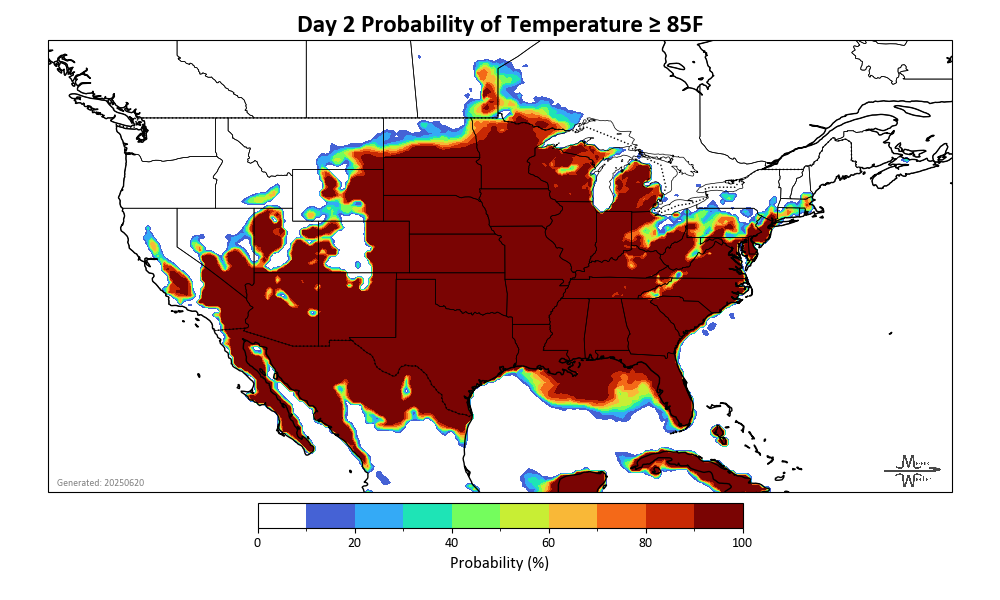 Day 2 Probability of Temperature ≥ 85F
Generated: 20250620
0 20 40 60 80 100
Probability (%)